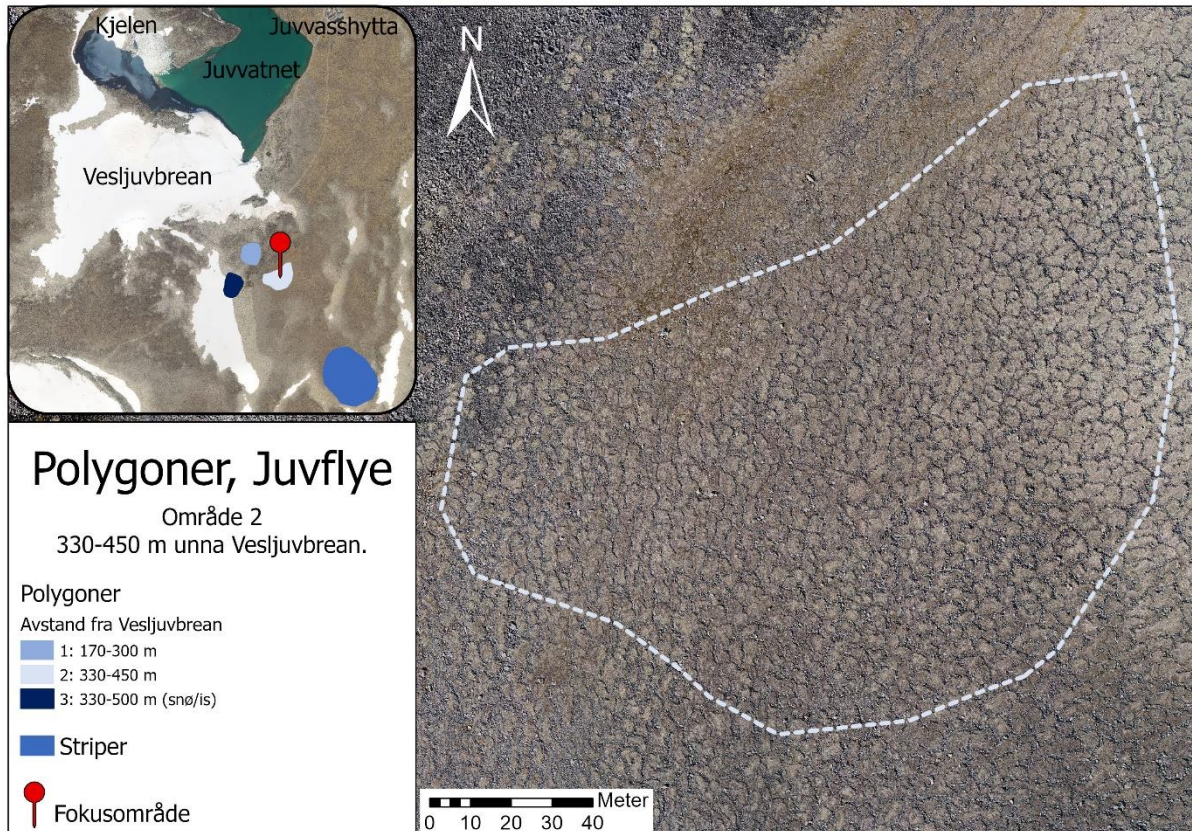 Kjelen
Juvvasshytta
Juvvatnet
Vesljuvbrean
N
Polygoner, Juvflye
Område 2
330-450 m unna Vesljuvbrean.
Polygoner
Avstand fra Vesljuvbrean
1: 170-300 m
2: 330-450 m
3: 330-500 m (snø/is)
Striper
Fokusområde
Meter
0 10 20 30 40